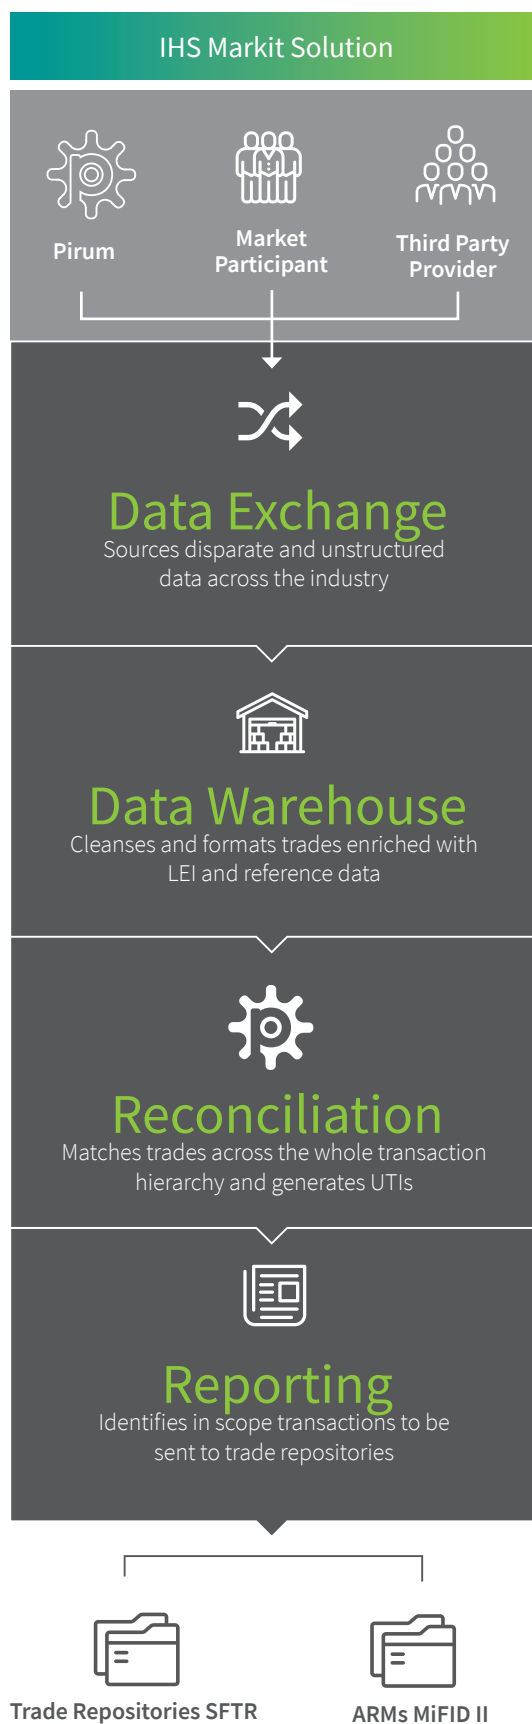 IHS Markit Solution
Pirum
Market
Participant
Third Party
Provider
Data Exchange
Sources disparate and unstructured
data across the industry
Data Warehouse
Cleanses and formats trades enriched with
LEI and reference data
Reconciliation
Matches trades across the whole transaction
hierarchy and generates UTIs
Reporting
Identifies in scope transactions to be
sent to trade repositories
Trade Repositories SFTR
ARMs MiFID II